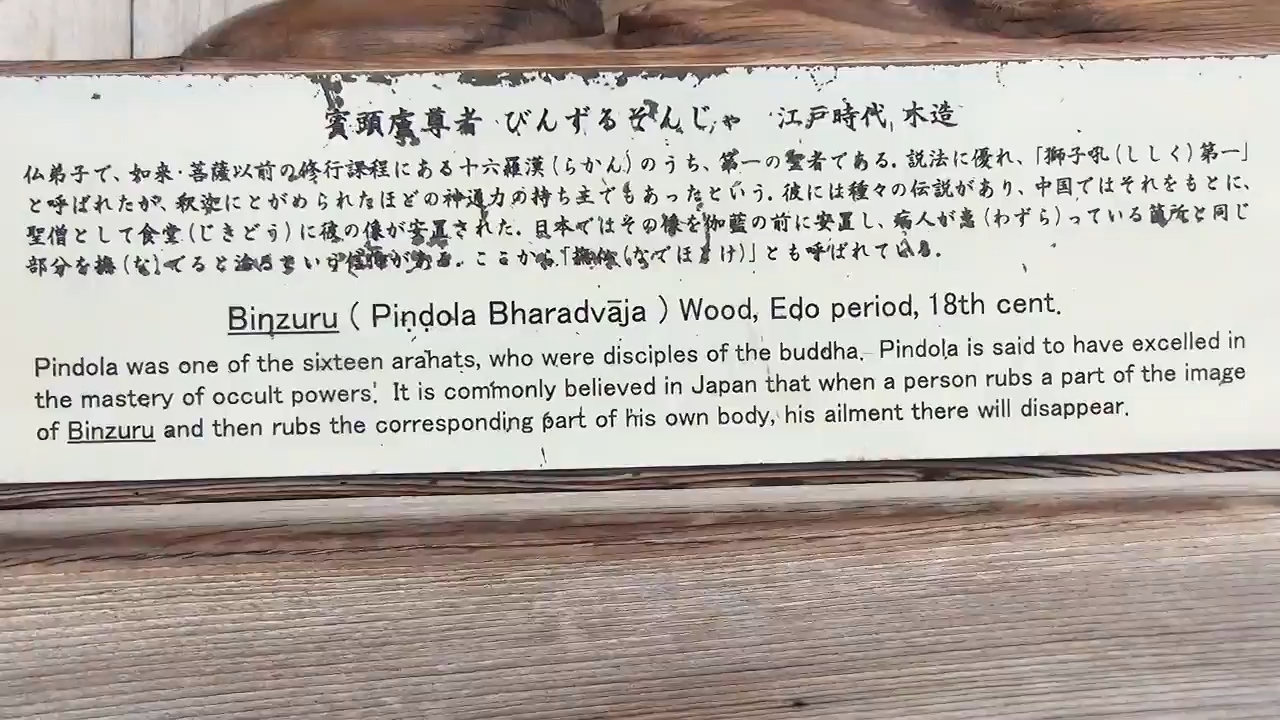 賓頭盧尊者 びんずるそんじゃ 江戸時代, 木造
仏弟子で、如来・菩薩以前の修行課程にある十六羅漢(らかん)のうち、第一の聖者である. 説法に優れ、「獅子吼(ししく)第一」
と呼ばれたが、釈迦にとがめられたほどの神通力の持ち主でもあったという. 彼には種々の伝説があり、中国ではそれをもとに、
聖僧として食堂(じきどう)に彼の像が安置された. 日本ではその像を伽藍の前に安置し、病人が患(わずら)っている箇所と同じ
部分を撫(な)でると治るという信仰がある. ここから「撫仏(なでほとけ)」とも呼ばれている.
Binzuru ( Piṇḍola Bharadvāja ) Wood, Edo period, 18th cent.
Pindola was one of the sixteen arahats, who were disciples of the buddha. Pindola is said to have excelled in
the mastery of occult powers. It is commonly believed in Japan that when a person rubs a part of the image
of Binzuru and then rubs the corresponding part of his own body, his ailment there will disappear.